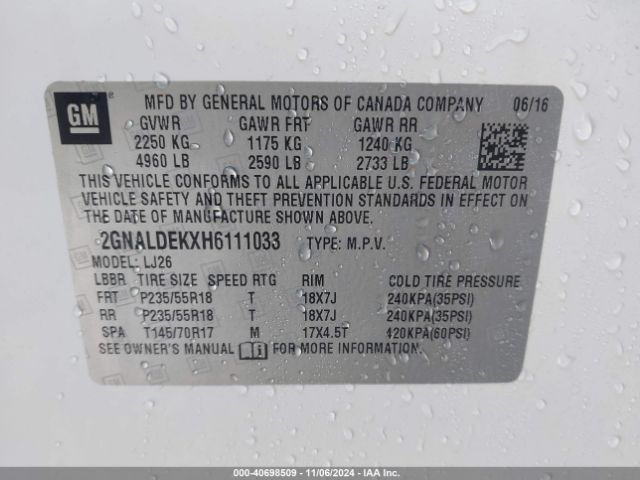 GM ® MFD BY GENERAL MOTORS OF CANADA COMPANY 06/16
GVWR GAWR FRT GAWR RR
2250 KG 1175 KG 1240 KG
4960 LB 2590 LB 2733 LB
THIS VEHICLE CONFORMS TO ALL APPLICABLE U.S. FEDERAL MOTOR
VEHICLE SAFETY AND THEFT PREVENTION STANDARDS IN EFFECT ON
THE DATE OF MANUFACTURE SHOWN ABOVE.
2GNALDEKXH6111033 TYPE: M.P.V.
MODEL: LJ26
LBBR TIRE SIZE SPEED RTG RIM COLD TIRE PRESSURE
FRT P235/55R18 T 18X7J 240KPA(35PSI)
RR P235/55R18 T 18X7J 240KPA(35PSI)
SPA T145/70R17 M 17X4.5T 420KPA(60PSI)
SEE OWNER'S MANUAL FOR MORE INFORMATION.
© 40698509 - 11/06/2024 - IAAI.COM